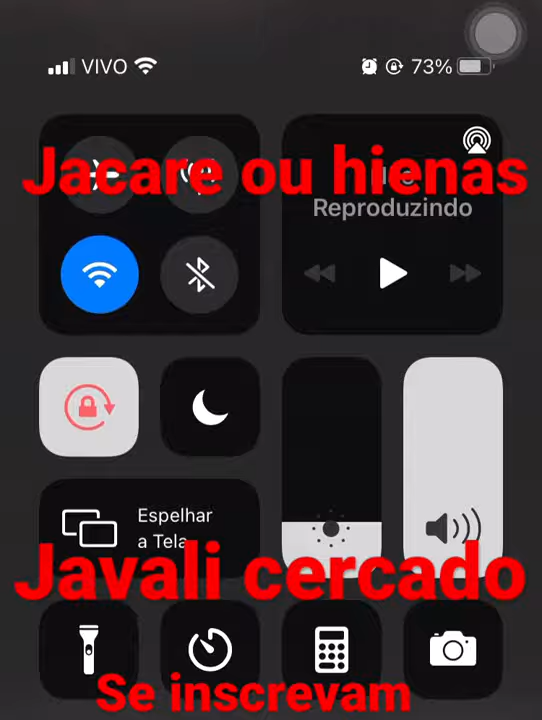 VIVO
73%
Jacare ou hienas
Reproduzindo
Espelhar
a Tela
Javali cercado
Se inscrevam